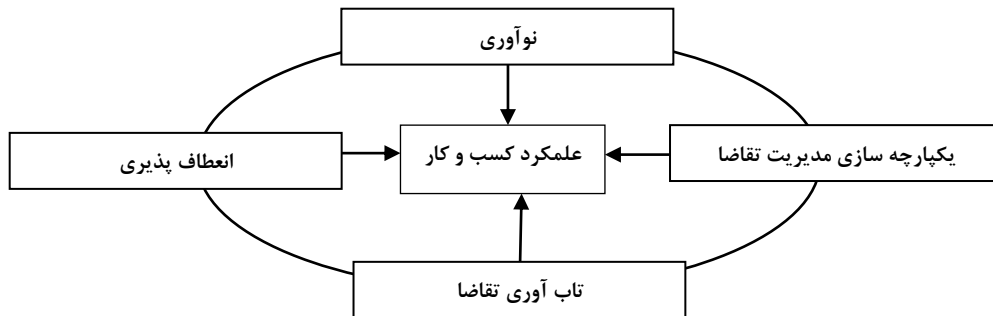 نوآوری
یکپارچه سازی مدیریت تقاضا
علمکرد کسب و کار
انعطاف پذیری
تاب آوری تقاضا